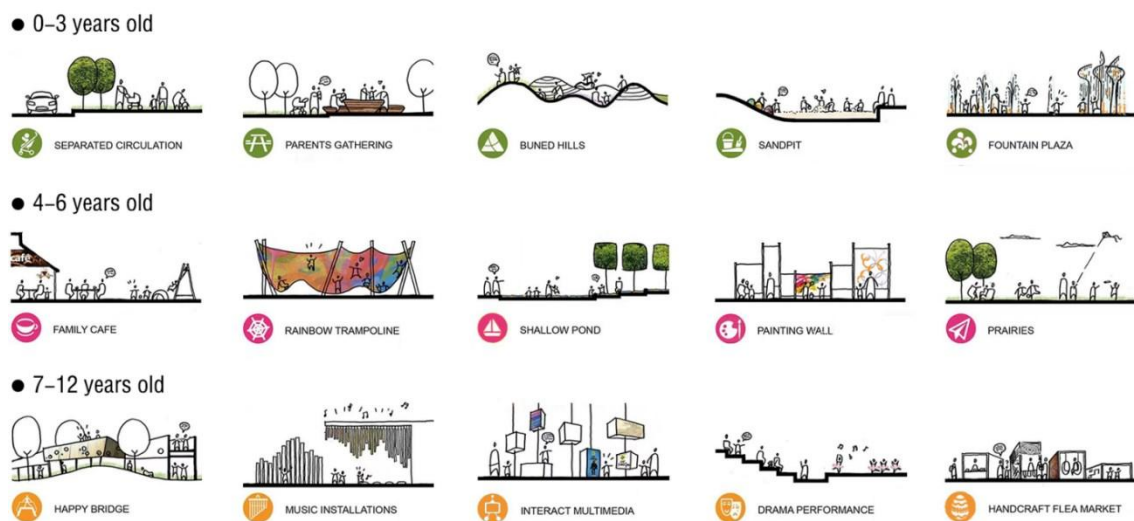 0–3 years old
SEPARATED CIRCULATION
PARENTS GATHERING
BUNED HILLS
SANDPIT
FOUNTAIN PLAZA
4–6 years old
café
FAMILY CAFE
RAINBOW TRAMPOLINE
SHALLOW POND
PAINTING WALL
PRAIRIES
7–12 years old
HAPPY BRIDGE
MUSIC INSTALLATIONS
INTERACT MULTIMEDIA
DRAMA PERFORMANCE
HANDCRAFT FLEA MARKET